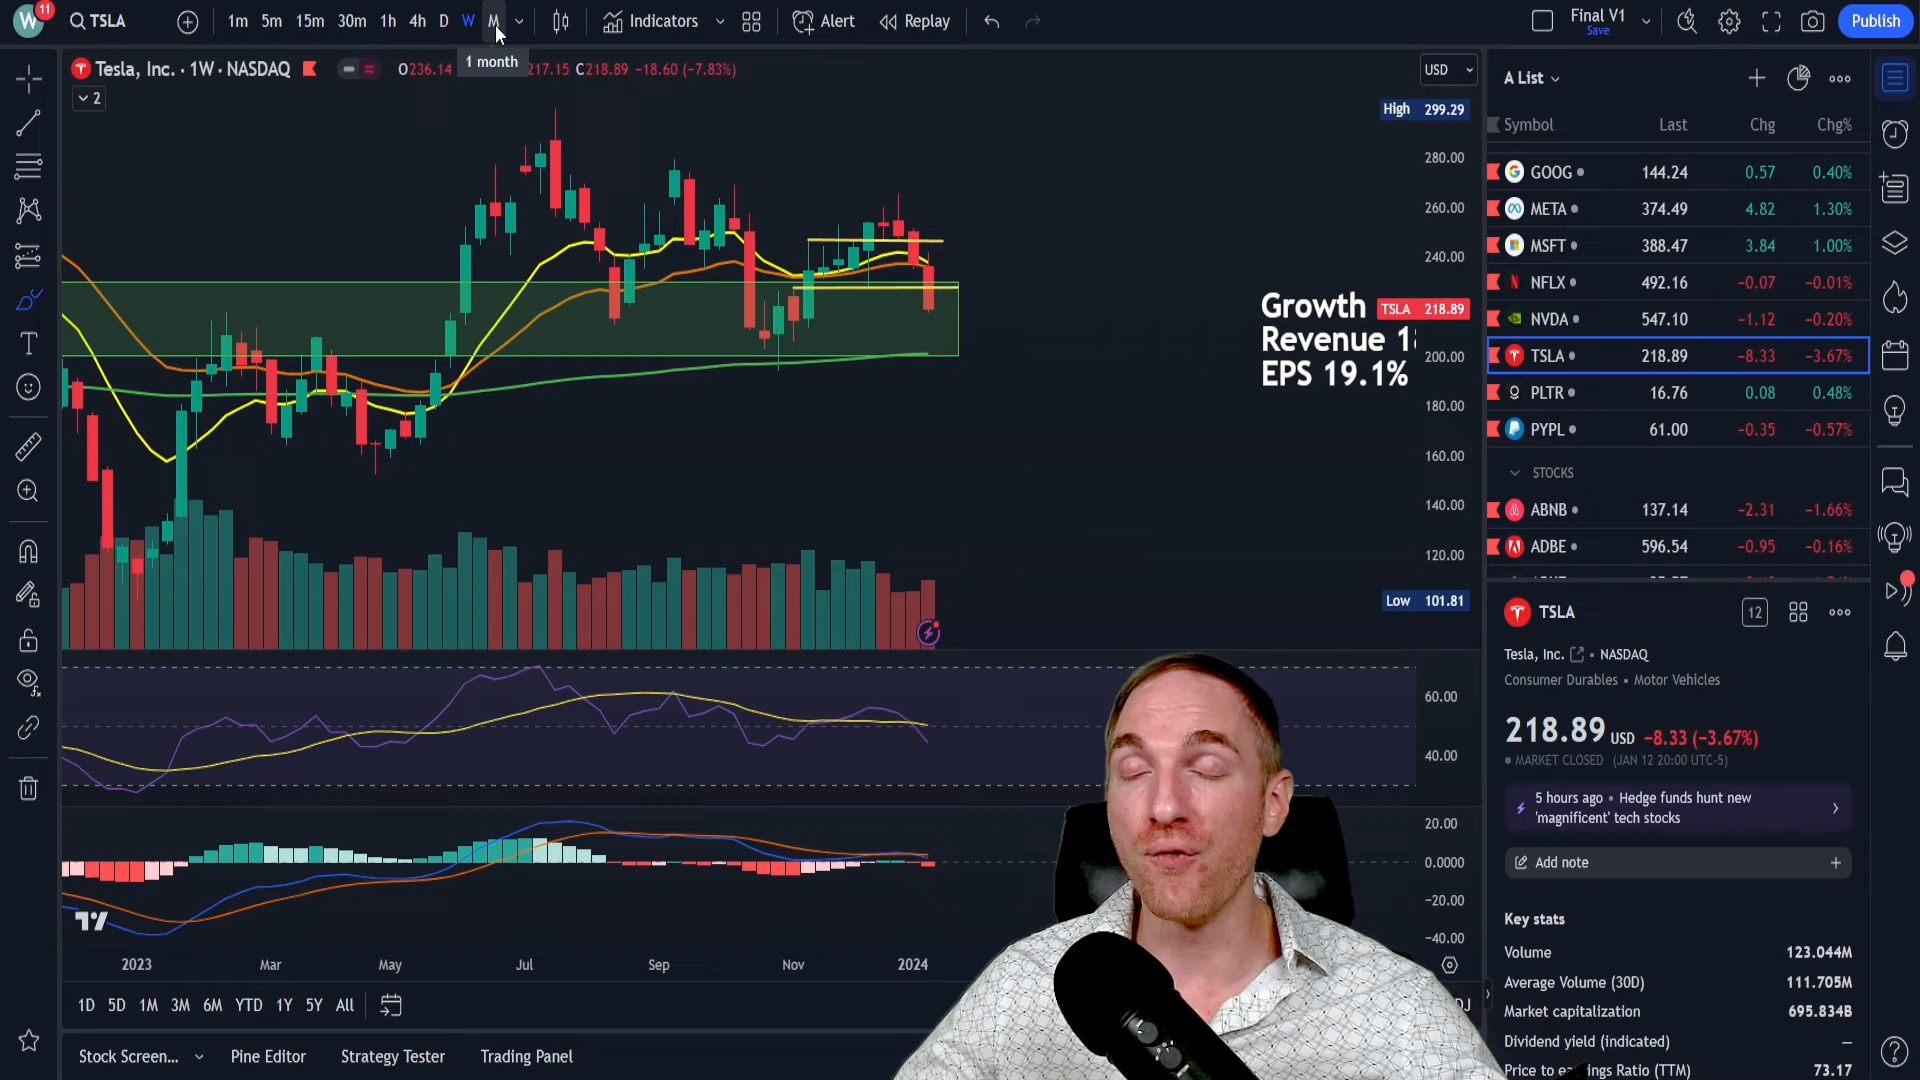 W
11
TSLA
1m 5m 15m 30m 1h 4h D W M
Indicators
Alert
Replay
Final V1
Save
Publish
1 month
Tesla, Inc. · 1W · NASDAQ
O236.14 217.15 C218.89 −18.60 (−7.83%)
USD
2
High 299.29
280.00
260.00
240.00
TSLA 218.89
200.00
180.00
160.00
140.00
120.00
Low 101.81
Growth
Revenue
EPS 19.1%
60.00
40.00
20.00
0.0000
−20.00
−40.00
2023 Mar May Jul Sep Nov 2024
1D 5D 1M 3M 6M YTD 1Y 5Y All
Stock Screen... Pine Editor Strategy Tester Trading Panel
A List
Symbol Last Chg Chg%
GOOG 144.24 0.57 0.40%
META 374.49 4.82 1.30%
MSFT 388.47 3.84 1.00%
NFLX 492.16 −0.07 −0.01%
NVDA 547.10 −1.12 −0.20%
TSLA 218.89 −8.33 −3.67%
PLTR 16.76 0.08 0.48%
PYPL 61.00 −0.35 −0.57%
STOCKS
ABNB 137.14 −2.31 −1.66%
ADBE 596.54 −0.95 −0.16%
TSLA
12
Tesla, Inc. • NASDAQ
Consumer Durables • Motor Vehicles
218.89 USD −8.33 (−3.67%)
MARKET CLOSED (JAN 12 20:00 UTC-5)
5 hours ago • Hedge funds hunt new
'magnificent' tech stocks
Add note
Key stats
Volume 123.044M
Average Volume (30D) 111.705M
Market capitalization 695.834B
Dividend yield (indicated) —
Price to Ratio (TTM) 73.17